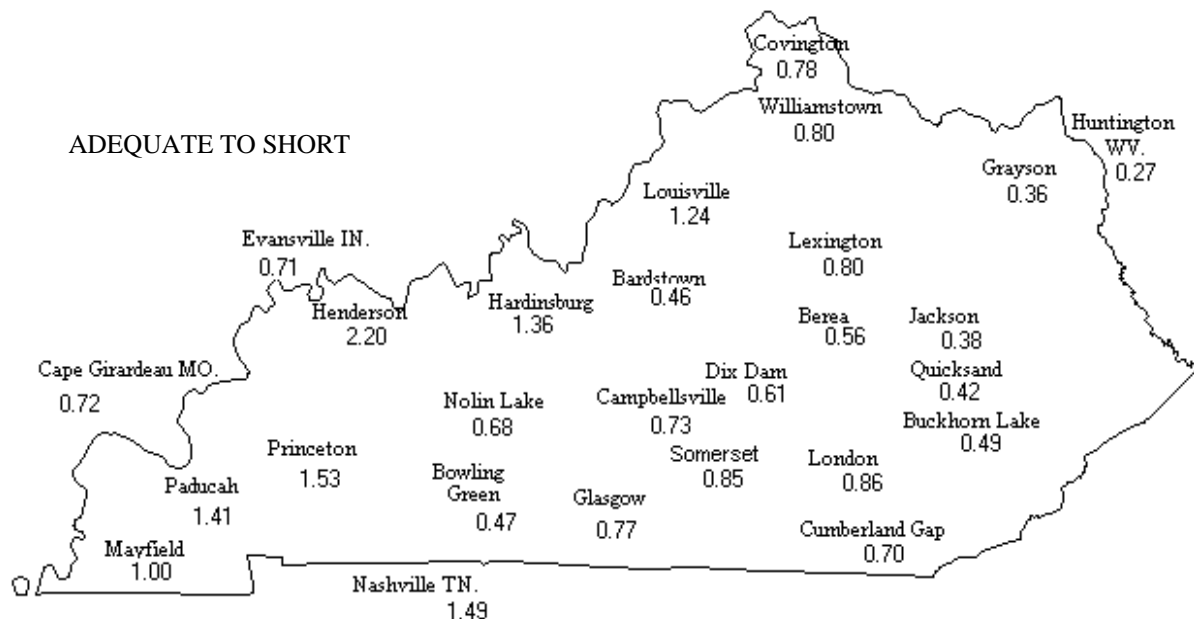 Covington
0.78
Williamstown
0.80
Huntington
WV.
0.27
ADEQUATE TO SHORT
Grayson
0.36
Louisville
1.24
Evansville IN.
0.71
Lexington
0.80
Bardstown
0.46
Hardinsburg
1.36
Henderson
2.20
Berea
0.56
Jackson
0.38
Cape Girardeau MO.
0.72
Dix Dam
0.61
Quicksand
0.42
Nolin Lake
0.68
Campbellsville
0.73
Buckhorn Lake
0.49
Princeton
1.53
Somerset
0.85
London
0.86
Paducah
1.41
Bowling
Green
0.47
Glasgow
0.77
Cumberland Gap
0.70
Mayfield
1.00
Nashville TN.
1.49